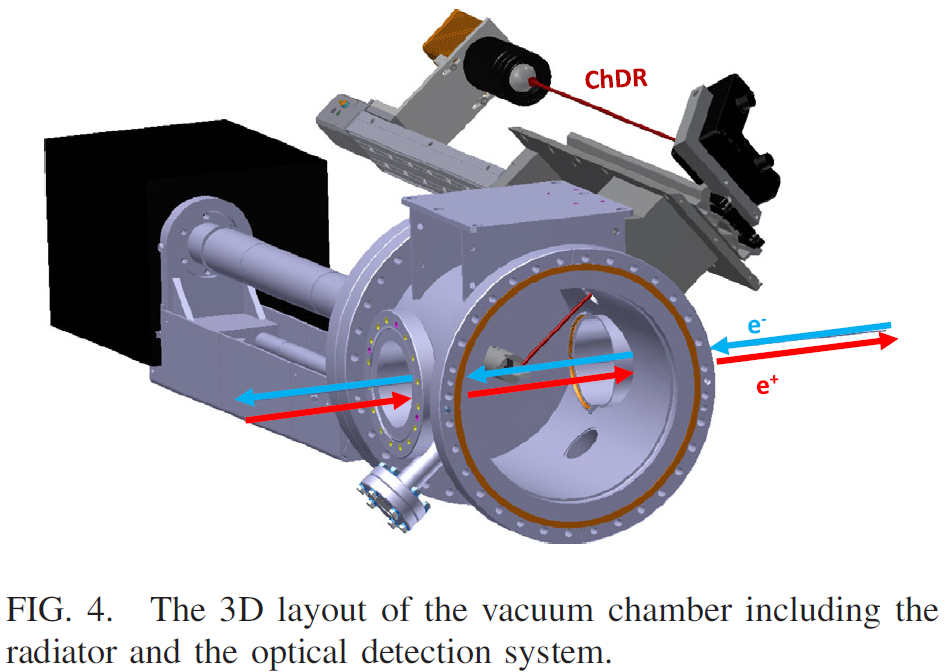 ChDR
e-
e+
FIG. 4. The 3D layout of the vacuum chamber including the
radiator and the optical detection system.